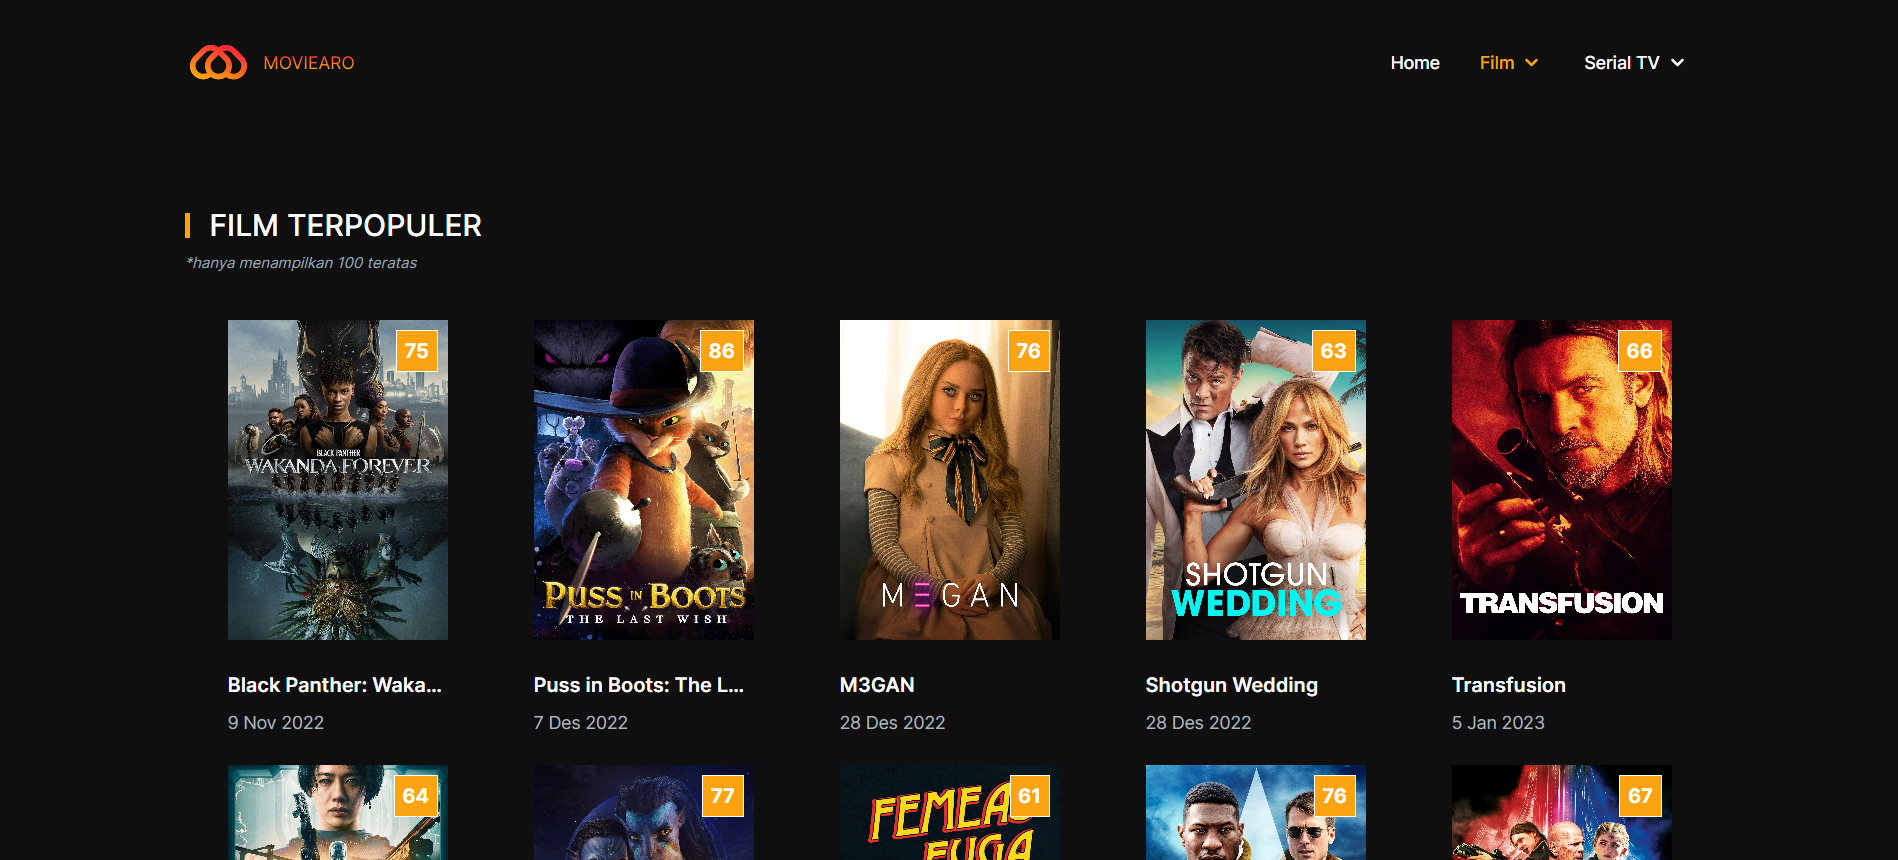 MOVIEARO
Home
Film
Serial TV
FILM TERPOPULER
*hanya menampilkan 100 teratas
75
BLACK PANTHER
WAKANDA FOREVER
86
PUSS IN BOOTS
THE LAST WISH
76
M3GAN
63
SHOTGUN
WEDDING
66
TRANSFUSION
Black Panther: Waka...
9 Nov 2022
Puss in Boots: The L...
7 Des 2022
M3GAN
28 Des 2022
Shotgun Wedding
28 Des 2022
Transfusion
5 Jan 2023
64
77
61
FUGA
76
67